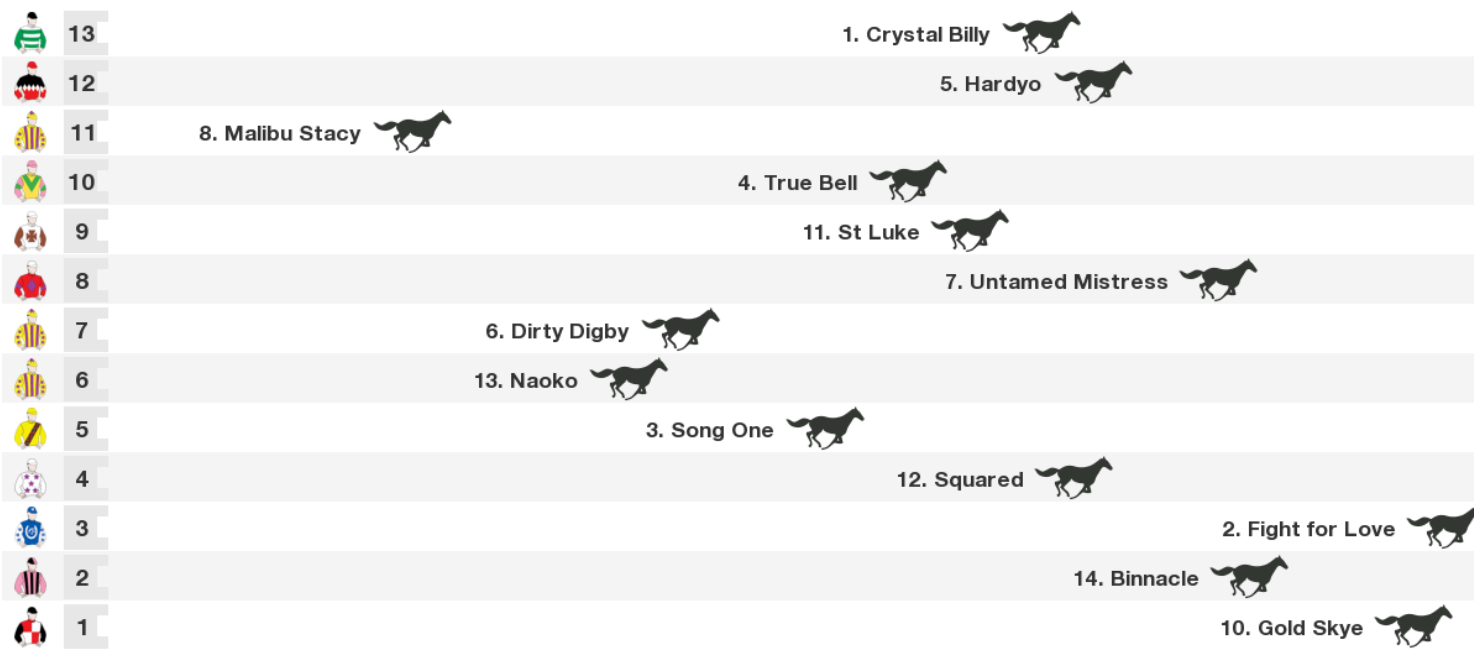 13 1. Crystal Billy
12 5. Hardyo
11 8. Malibu Stacy
10 4. True Bell
9 11. St Luke
8 7. Untamed Mistress
7 6. Dirty Digby
6 13. Naoko
5 3. Song One
4 12. Squared
3 2. Fight for Love
2 14. Binnacle
1 10. Gold Skye